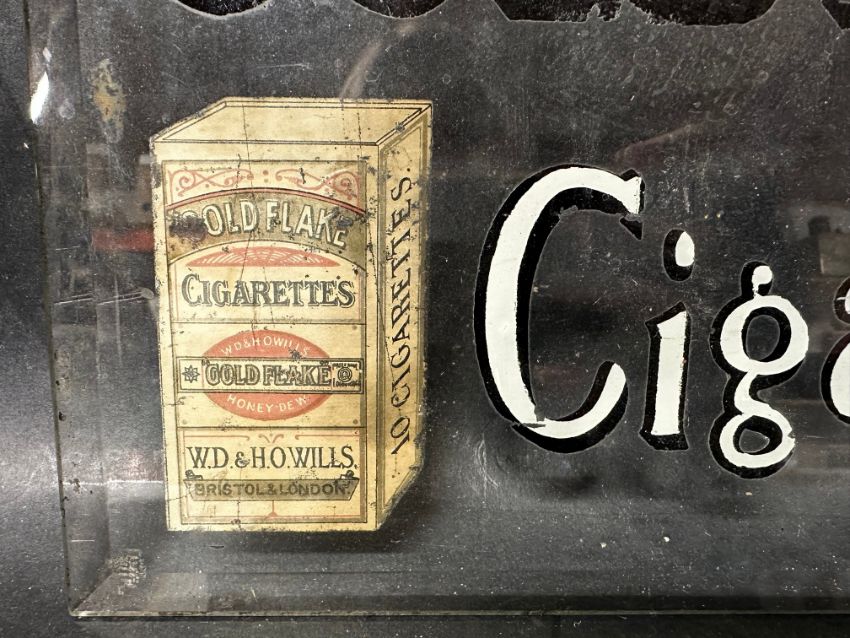 GOLD FLAKE
CIGARETTES
W.D & H.O WILLS
GOLD FLAKE
HONEY DEW
W.D. & H.O. WILLS.
BRISTOL & LONDON.
10 CIGARETTES.
Cig